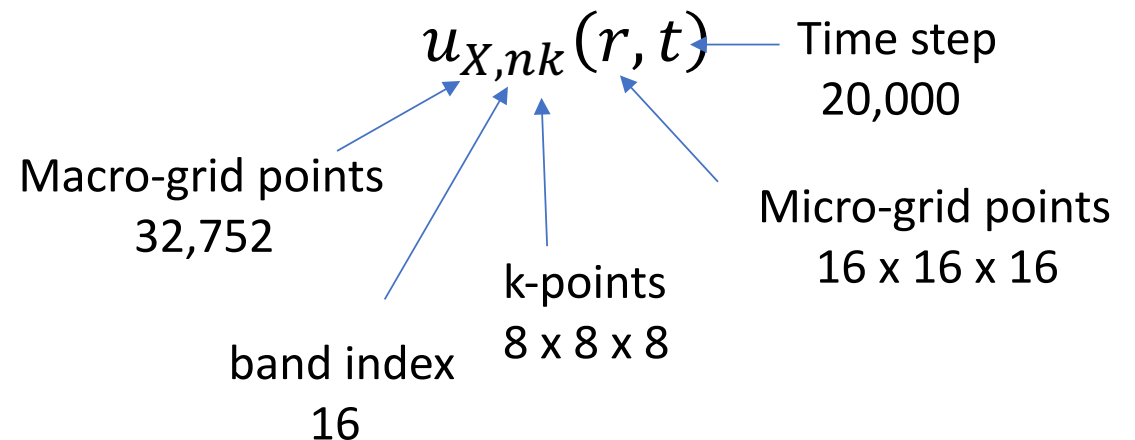 u_{X,nk}(r,t)
Time step
20,000
Macro-grid points
32,752
Micro-grid points
16 x 16 x 16
k-points
8 x 8 x 8
band index
16